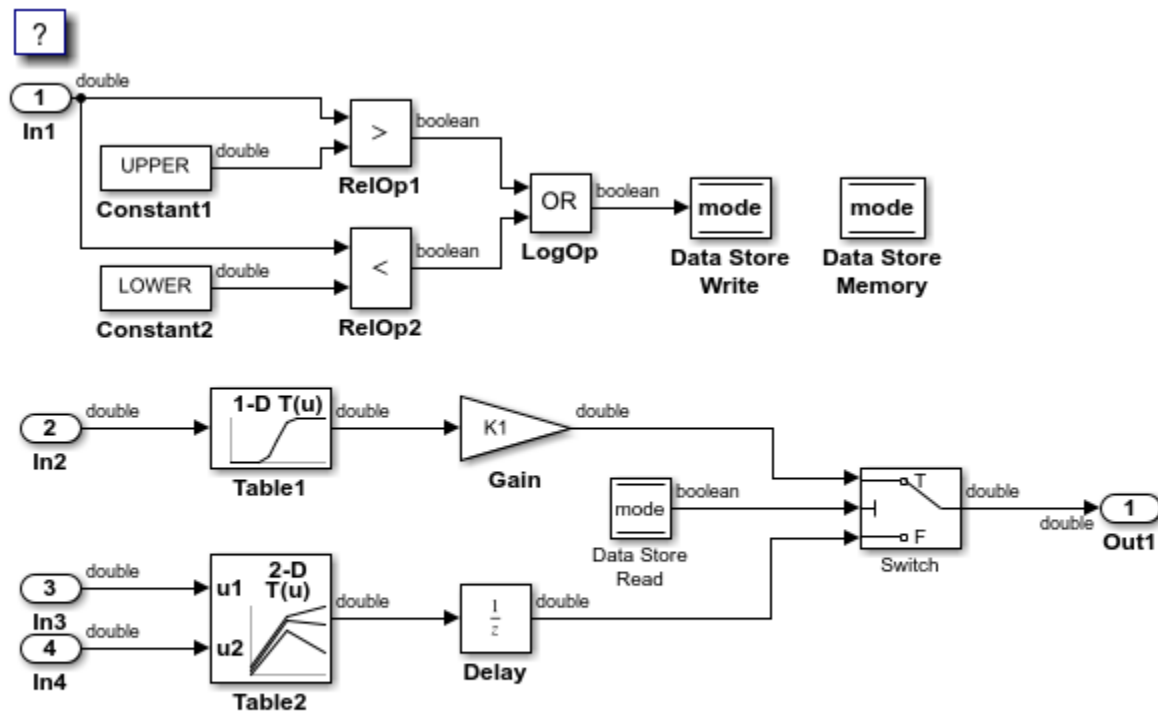 ?
double
1
In1
UPPER
double
Constant1
>
boolean
RelOp1
LOWER
double
Constant2
<
boolean
RelOp2
OR
boolean
LogOp
mode
Data Store
Write
mode
Data Store
Memory
2
double
In2
1-D T(u)
double
Table1
K1
double
Gain
mode
boolean
Data Store
Read
T
F
double
Switch
double
1
Out1
3
double
In3
4
double
In4
u1
u2
2-D
T(u)
double
Table2
1
z
double
Delay